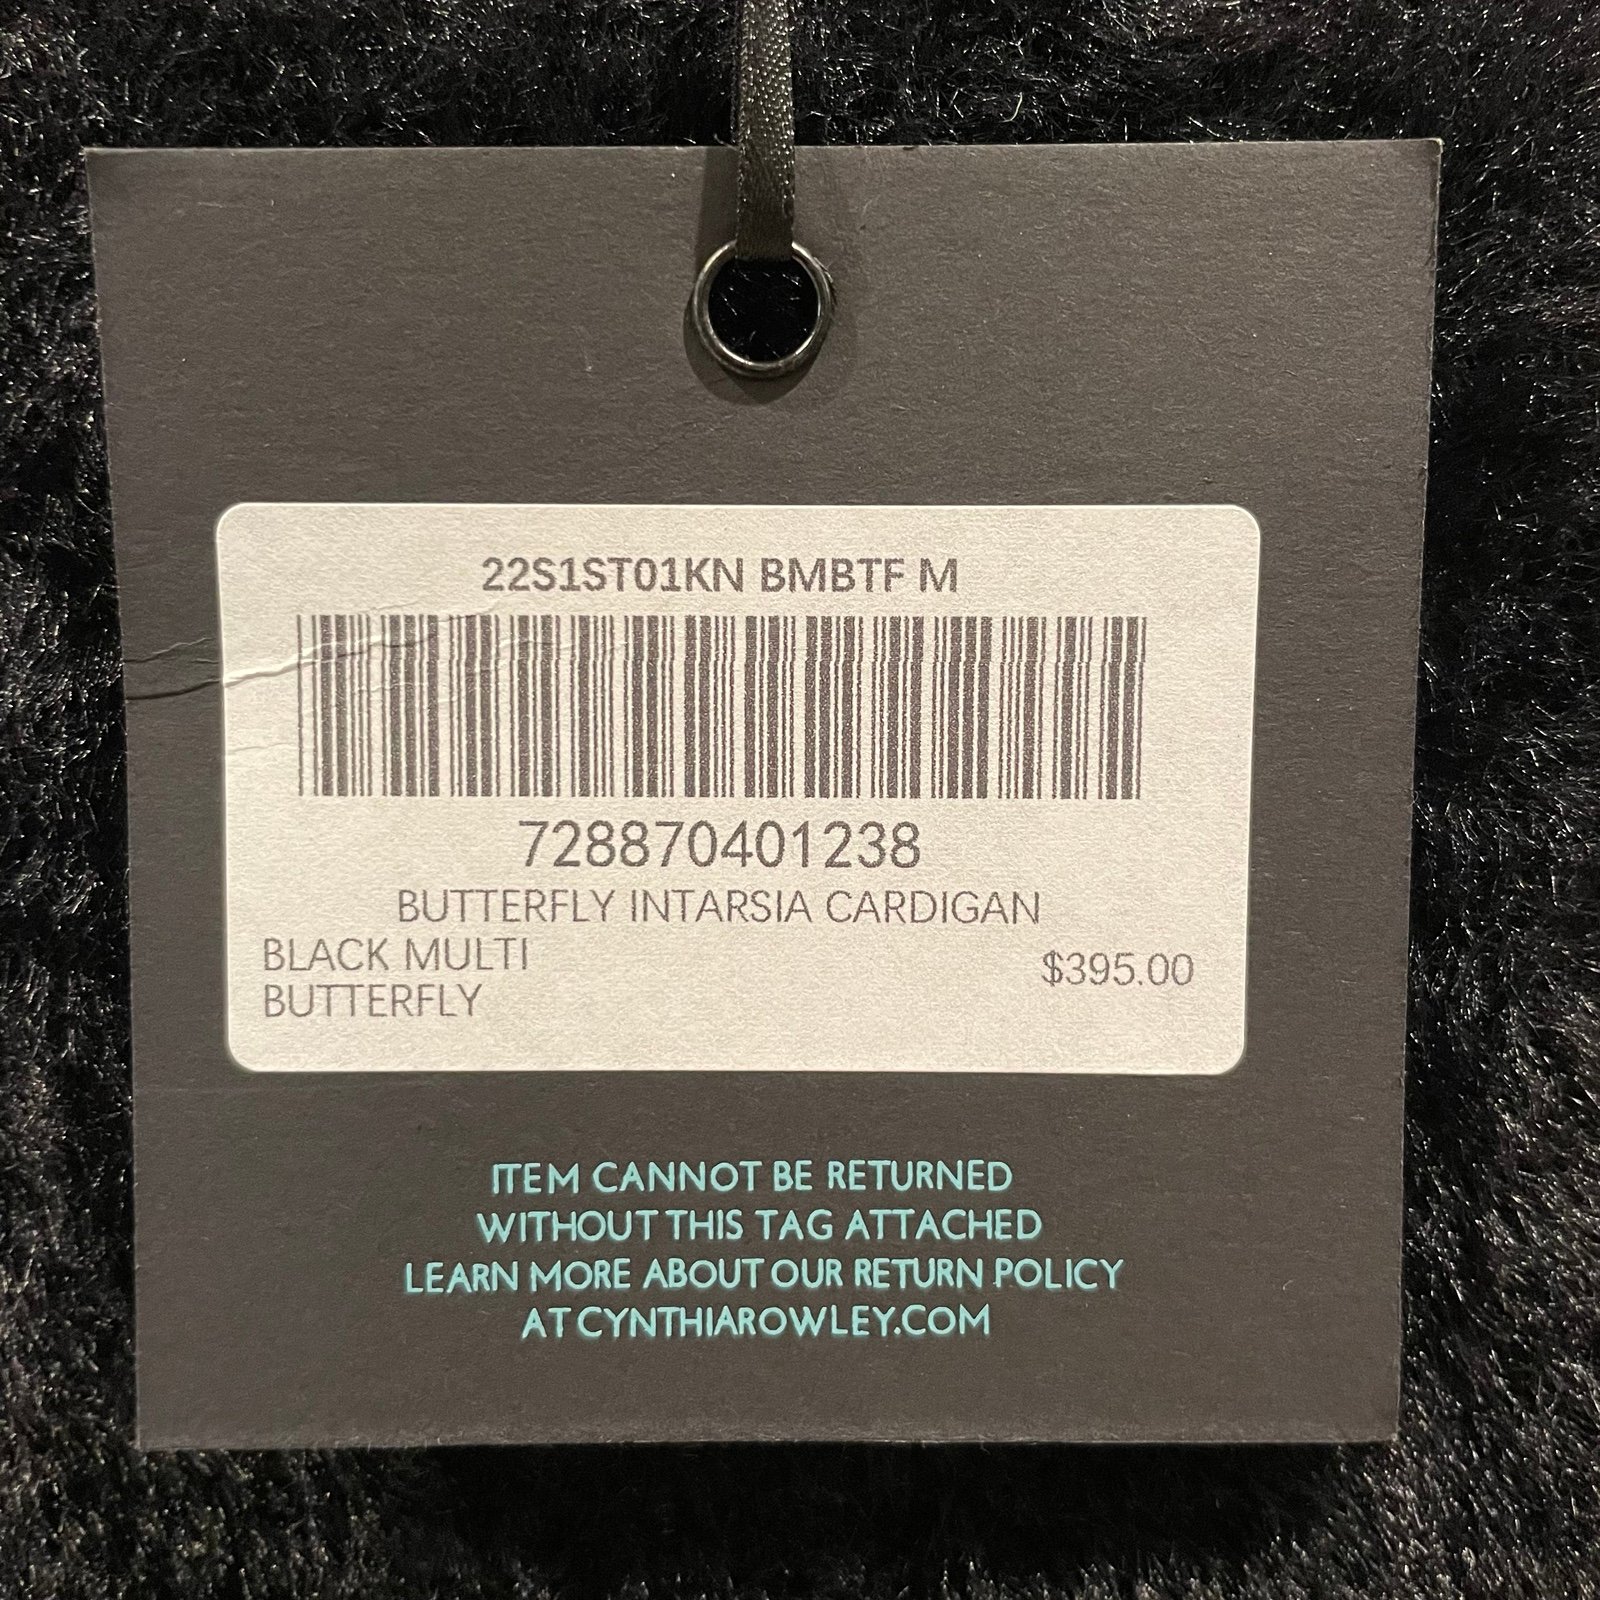 22S1ST01KN BMBTF M
728870401238
BUTTERFLY INTARSIA CARDIGAN
BLACK MULTI
BUTTERFLY
$395.00
ITEM CANNOT BE RETURNED
WITHOUT THIS TAG ATTACHED
LEARN MORE ABOUT OUR RETURN POLICY
AT CYNTHIAROWLEY.COM